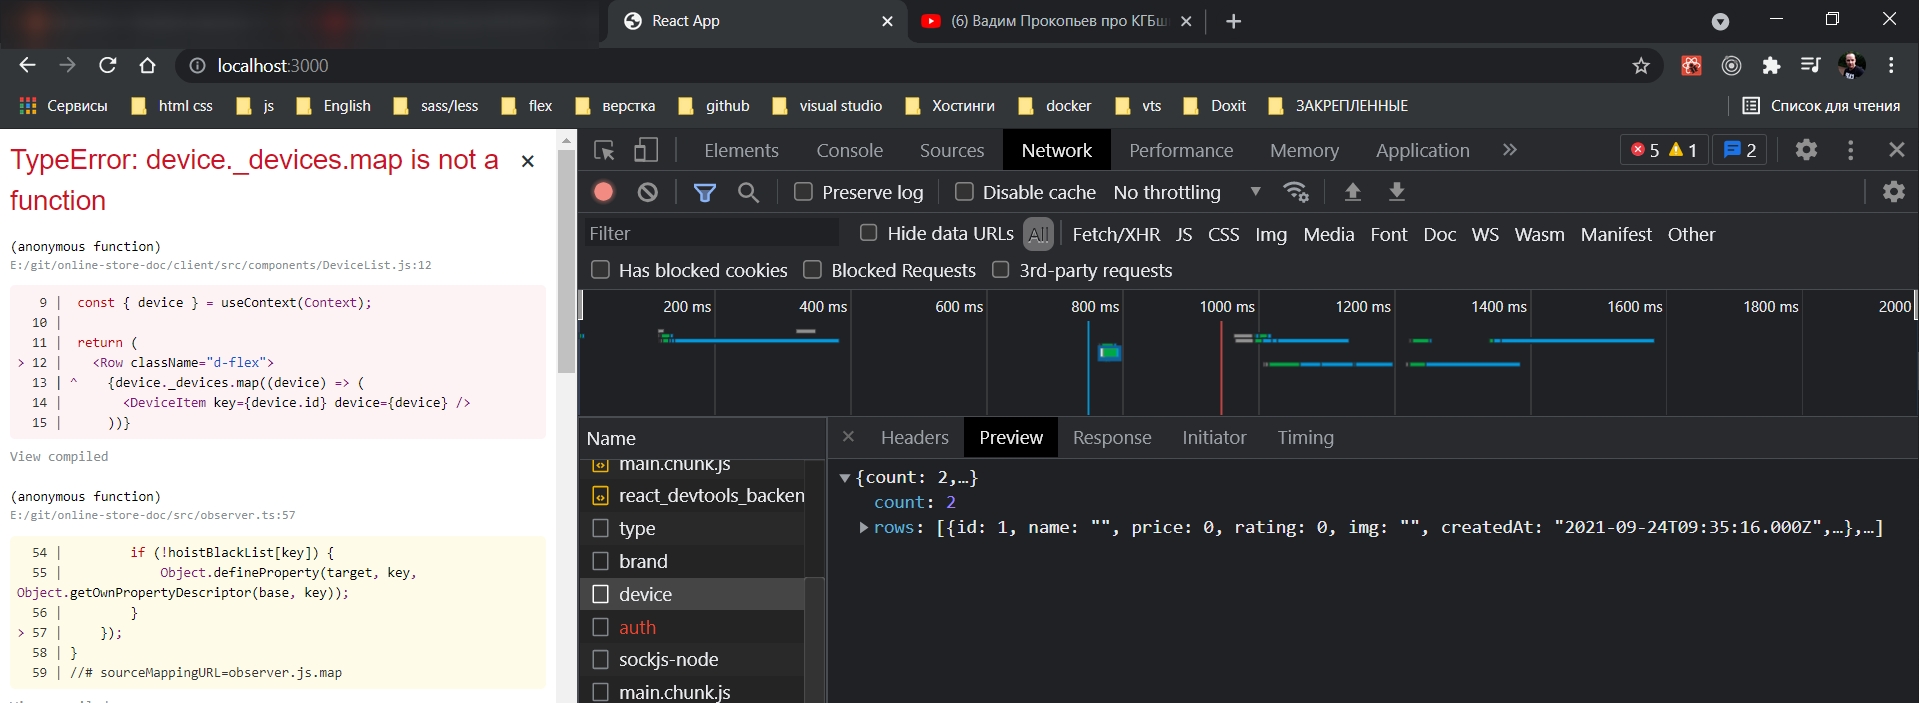 React App
(6) Вадим Прокопьев про КГБш
localhost:3000
Сервисы
html css
js
English
sass/less
flex
верстка
github
visual studio
Хостинги
docker
vts
Doxit
ЗАКРЕПЛЕННЫЕ
Список для чтения
TypeError: device._devices.map is not a
function
(anonymous function)
E:/git/online-store-doc/client/src/components/DeviceList.js:12
9 | const { device } = useContext(Context);
10 |
11 | return (
> 12 | <Row className="d-flex">
13 | ^ {device._devices.map((device) => (
14 | <DeviceItem key={device.id} device={device} />
15 | ))}
View compiled
(anonymous function)
E:/git/online-store-doc/src/observer.ts:57
54 | if (!hoistBlackList[key]) {
55 | Object.defineProperty(target, key,
Object.getOwnPropertyDescriptor(base, key));
56 | }
> 57 | });
58 | }
59 | //# sourceMappingURL=observer.js.map
Elements
Console
Sources
Network
Performance
Memory
Application
5
1
2
Preserve log
Disable cache
No throttling
Filter
Hide data URLs
All
Fetch/XHR
JS
CSS
Img
Media
Font
Doc
WS
Wasm
Manifest
Other
Has blocked cookies
Blocked Requests
3rd-party requests
200 ms
400 ms
600 ms
800 ms
1000 ms
1200 ms
1400 ms
1600 ms
1800 ms
2000
Name
main.chunk.js
react_devtools_backen
type
brand
device
auth
sockjs-node
main.chunk.js
Headers
Preview
Response
Initiator
Timing
{count: 2,…}
count: 2
rows: [{id: 1, name: "", price: 0, rating: 0, img: "", createdAt: "2021-09-24T09:35:16.000Z",…},…]